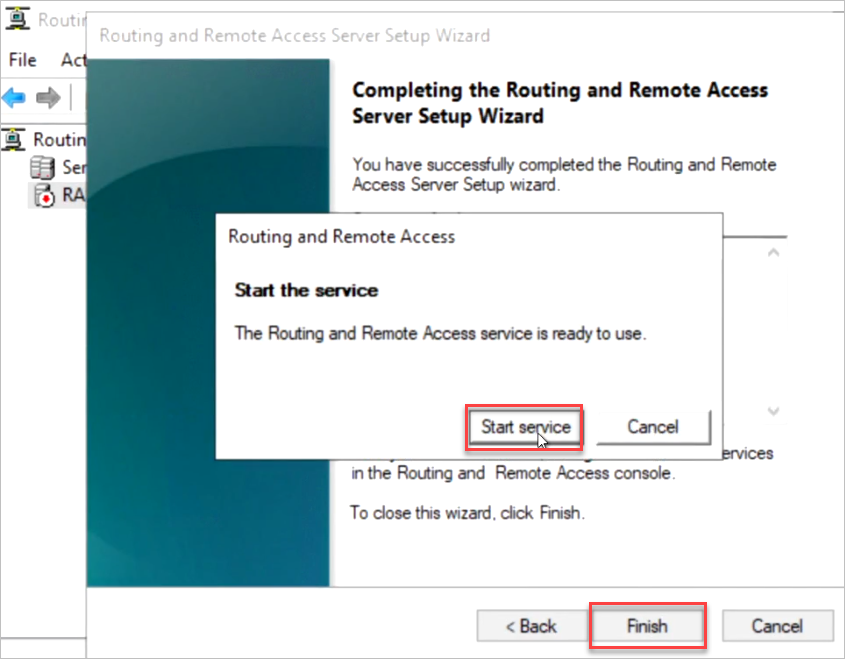 Routin
Routing and Remote Access Server Setup Wizard
File Act
Completing the Routing and Remote Access
Server Setup Wizard
Routin
Ser
RA
You have successfully completed the Routing and Remote
Access Server Setup wizard.
Routing and Remote Access
Start the service
The Routing and Remote Access service is ready to use.
Start service Cancel
ervices
in the Routing and Remote Access console.
To close this wizard, click Finish.
< Back Finish Cancel